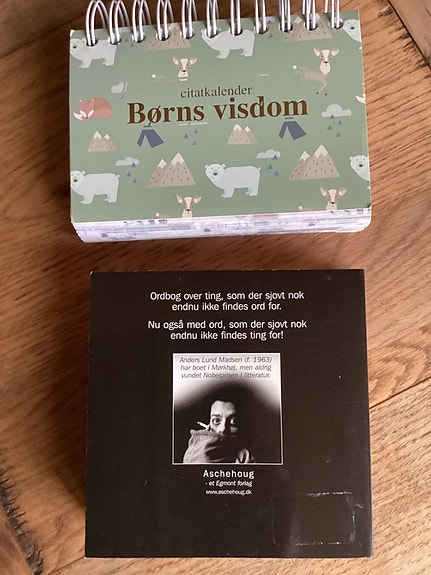 citatkalender
Børns visdom
Ordbog over ting, som der sjovt nok
endnu ikke findes ord for.
Nu også med ord, som der sjovt nok
endnu ikke findes ting for!
Anders Lund Madsen (f. 1963)
har boet i Mørkhøj, men aldrig
vundet Nobelprisen i litteratur.
Aschehoug
- et Egmont forlag
www.aschehoug.dk